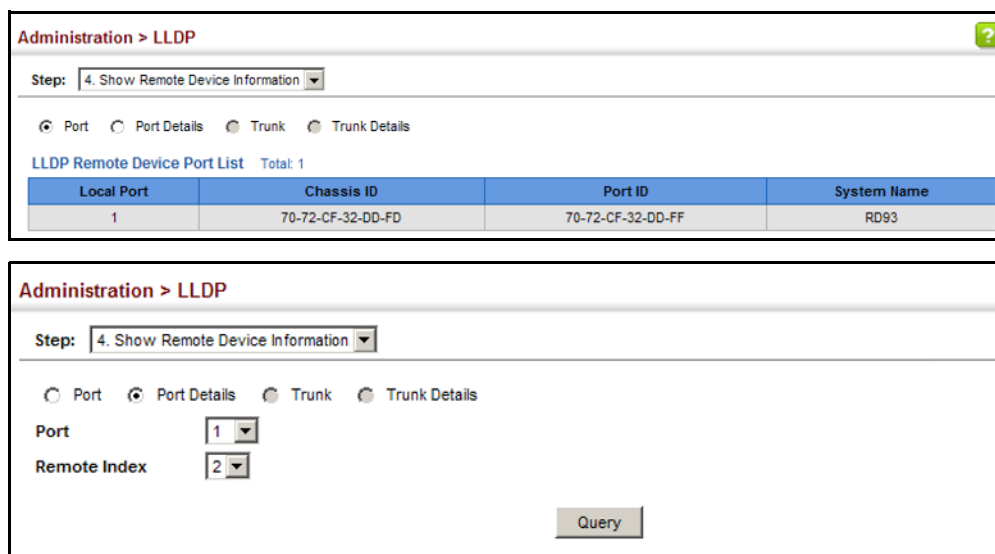 Administration > LLDP
?
Step: 4. Show Remote Device Information
Port Port Details Trunk Trunk Details
LLDP Remote Device Port List Total: 1
Local Port Chassis ID Port ID System Name
1 70-72-CF-32-DD-FD 70-72-CF-32-DD-FF RD93
Administration > LLDP
Step: 4. Show Remote Device Information
Port Port Details Trunk Trunk Details
Port 1
Remote Index 2
Query